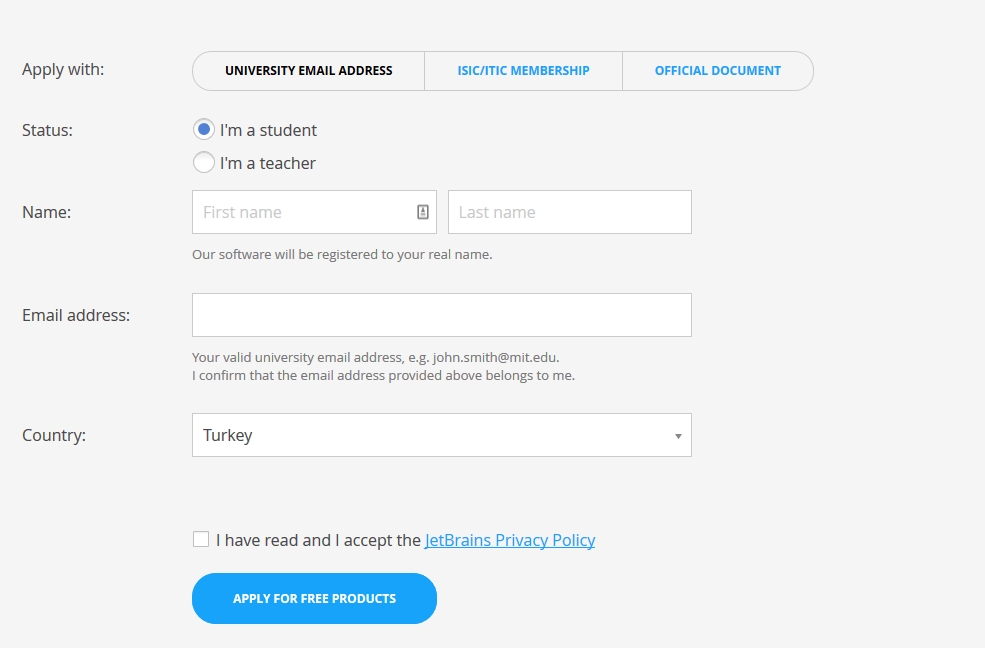 Apply with:
UNIVERSITY EMAIL ADDRESS
ISIC/ITIC MEMBERSHIP
OFFICIAL DOCUMENT
Status:
I'm a student
I'm a teacher
Name:
First name
Last name
Our software will be registered to your real name.
Email address:
Your valid university email address, e.g. john.smith@mit.edu.
I confirm that the email address provided above belongs to me.
Country:
Turkey
I have read and I accept the JetBrains Privacy Policy
APPLY FOR FREE PRODUCTS